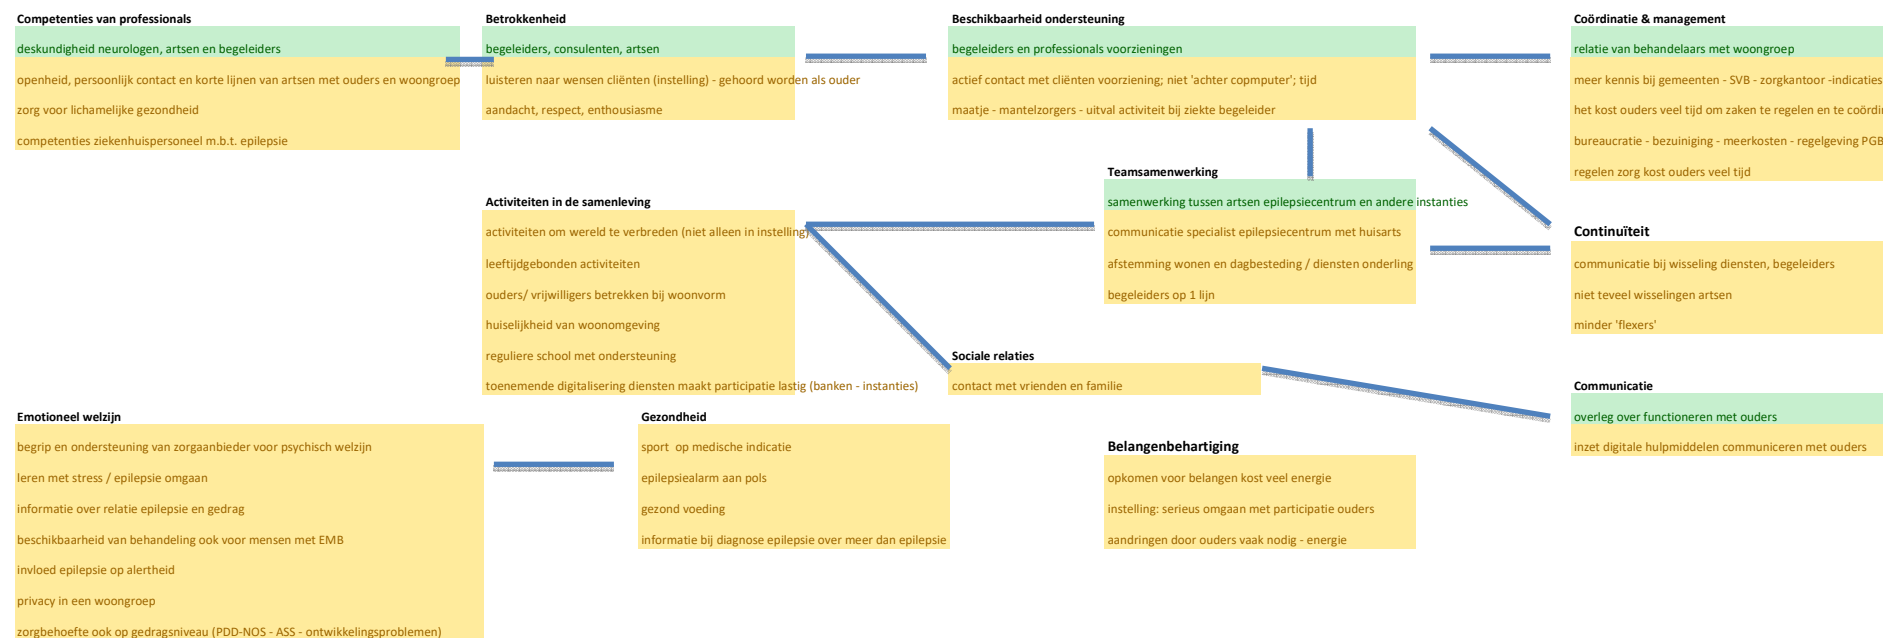 Competenties van professionals
deskundigheid neurologen, artsen en begeleiders
openheid, persoonlijk contact en korte lijnen van artsen met ouders en woongroep
zorg voor lichamelijke gezondheid
competenties ziekenhuispersoneel m.b.t. epilepsie
Betrokkenheid
begeleiders, consulenten, artsen
luisteren naar wensen cliënten (instelling) - gehoord worden als ouder
aandacht, respect, enthousiasme
Beschikbaarheid ondersteuning
begeleiders en professionals voorzieningen
actief contact met cliënten voorziening; niet 'achter copmputer'; tijd
maatje - mantelzorgers - uitval activiteit bij ziekte begeleider
Coördinatie & management
relatie van behandelaars met woongroep
meer kennis bij gemeenten - SVB - zorgkantoor -indicaties
het kost ouders veel tijd om zaken te regelen en te coördi
bureaucratie - bezuiniging - meerkosten - regelgeving PGB
regelen zorg kost ouders veel tijd
Activiteiten in de samenleving
activiteiten om wereld te verbreden (niet alleen in instelling)
leeftijdgebonden activiteiten
ouders/ vrijwilligers betrekken bij woonvorm
huiselijkheid van woonomgeving
reguliere school met ondersteuning
toenemende digitalisering diensten maakt participatie lastig (banken - instanties)
Teamsamenwerking
samenwerking tussen artsen epilepsiecentrum en andere instanties
communicatie specialist epilepsiecentrum met huisarts
afstemming wonen en dagbesteding / diensten onderling
begeleiders op 1 lijn
Continuïteit
communicatie bij wisseling diensten, begeleiders
niet teveel wisselingen artsen
minder 'flexers'
Sociale relaties
contact met vrienden en familie
Communicatie
overleg over functioneren met ouders
inzet digitale hulpmiddelen communiceren met ouders
Emotioneel welzijn
begrip en ondersteuning van zorgaanbieder voor psychisch welzijn
leren met stress / epilepsie omgaan
informatie over relatie epilepsie en gedrag
beschikbaarheid van behandeling ook voor mensen met EMB
invloed epilepsie op alertheid
privacy in een woongroep
zorgbehoefte ook op gedragsniveau (PDD-NOS - ASS - ontwikkelingsproblemen)
Gezondheid
sport  op medische indicatie
epilepsiealarm aan pols
gezond voeding
informatie bij diagnose epilepsie over meer dan epilepsie
Belangenbehartiging
opkomen voor belangen kost veel energie
instelling: serieus omgaan met participatie ouders
aandringen door ouders vaak nodig - energie